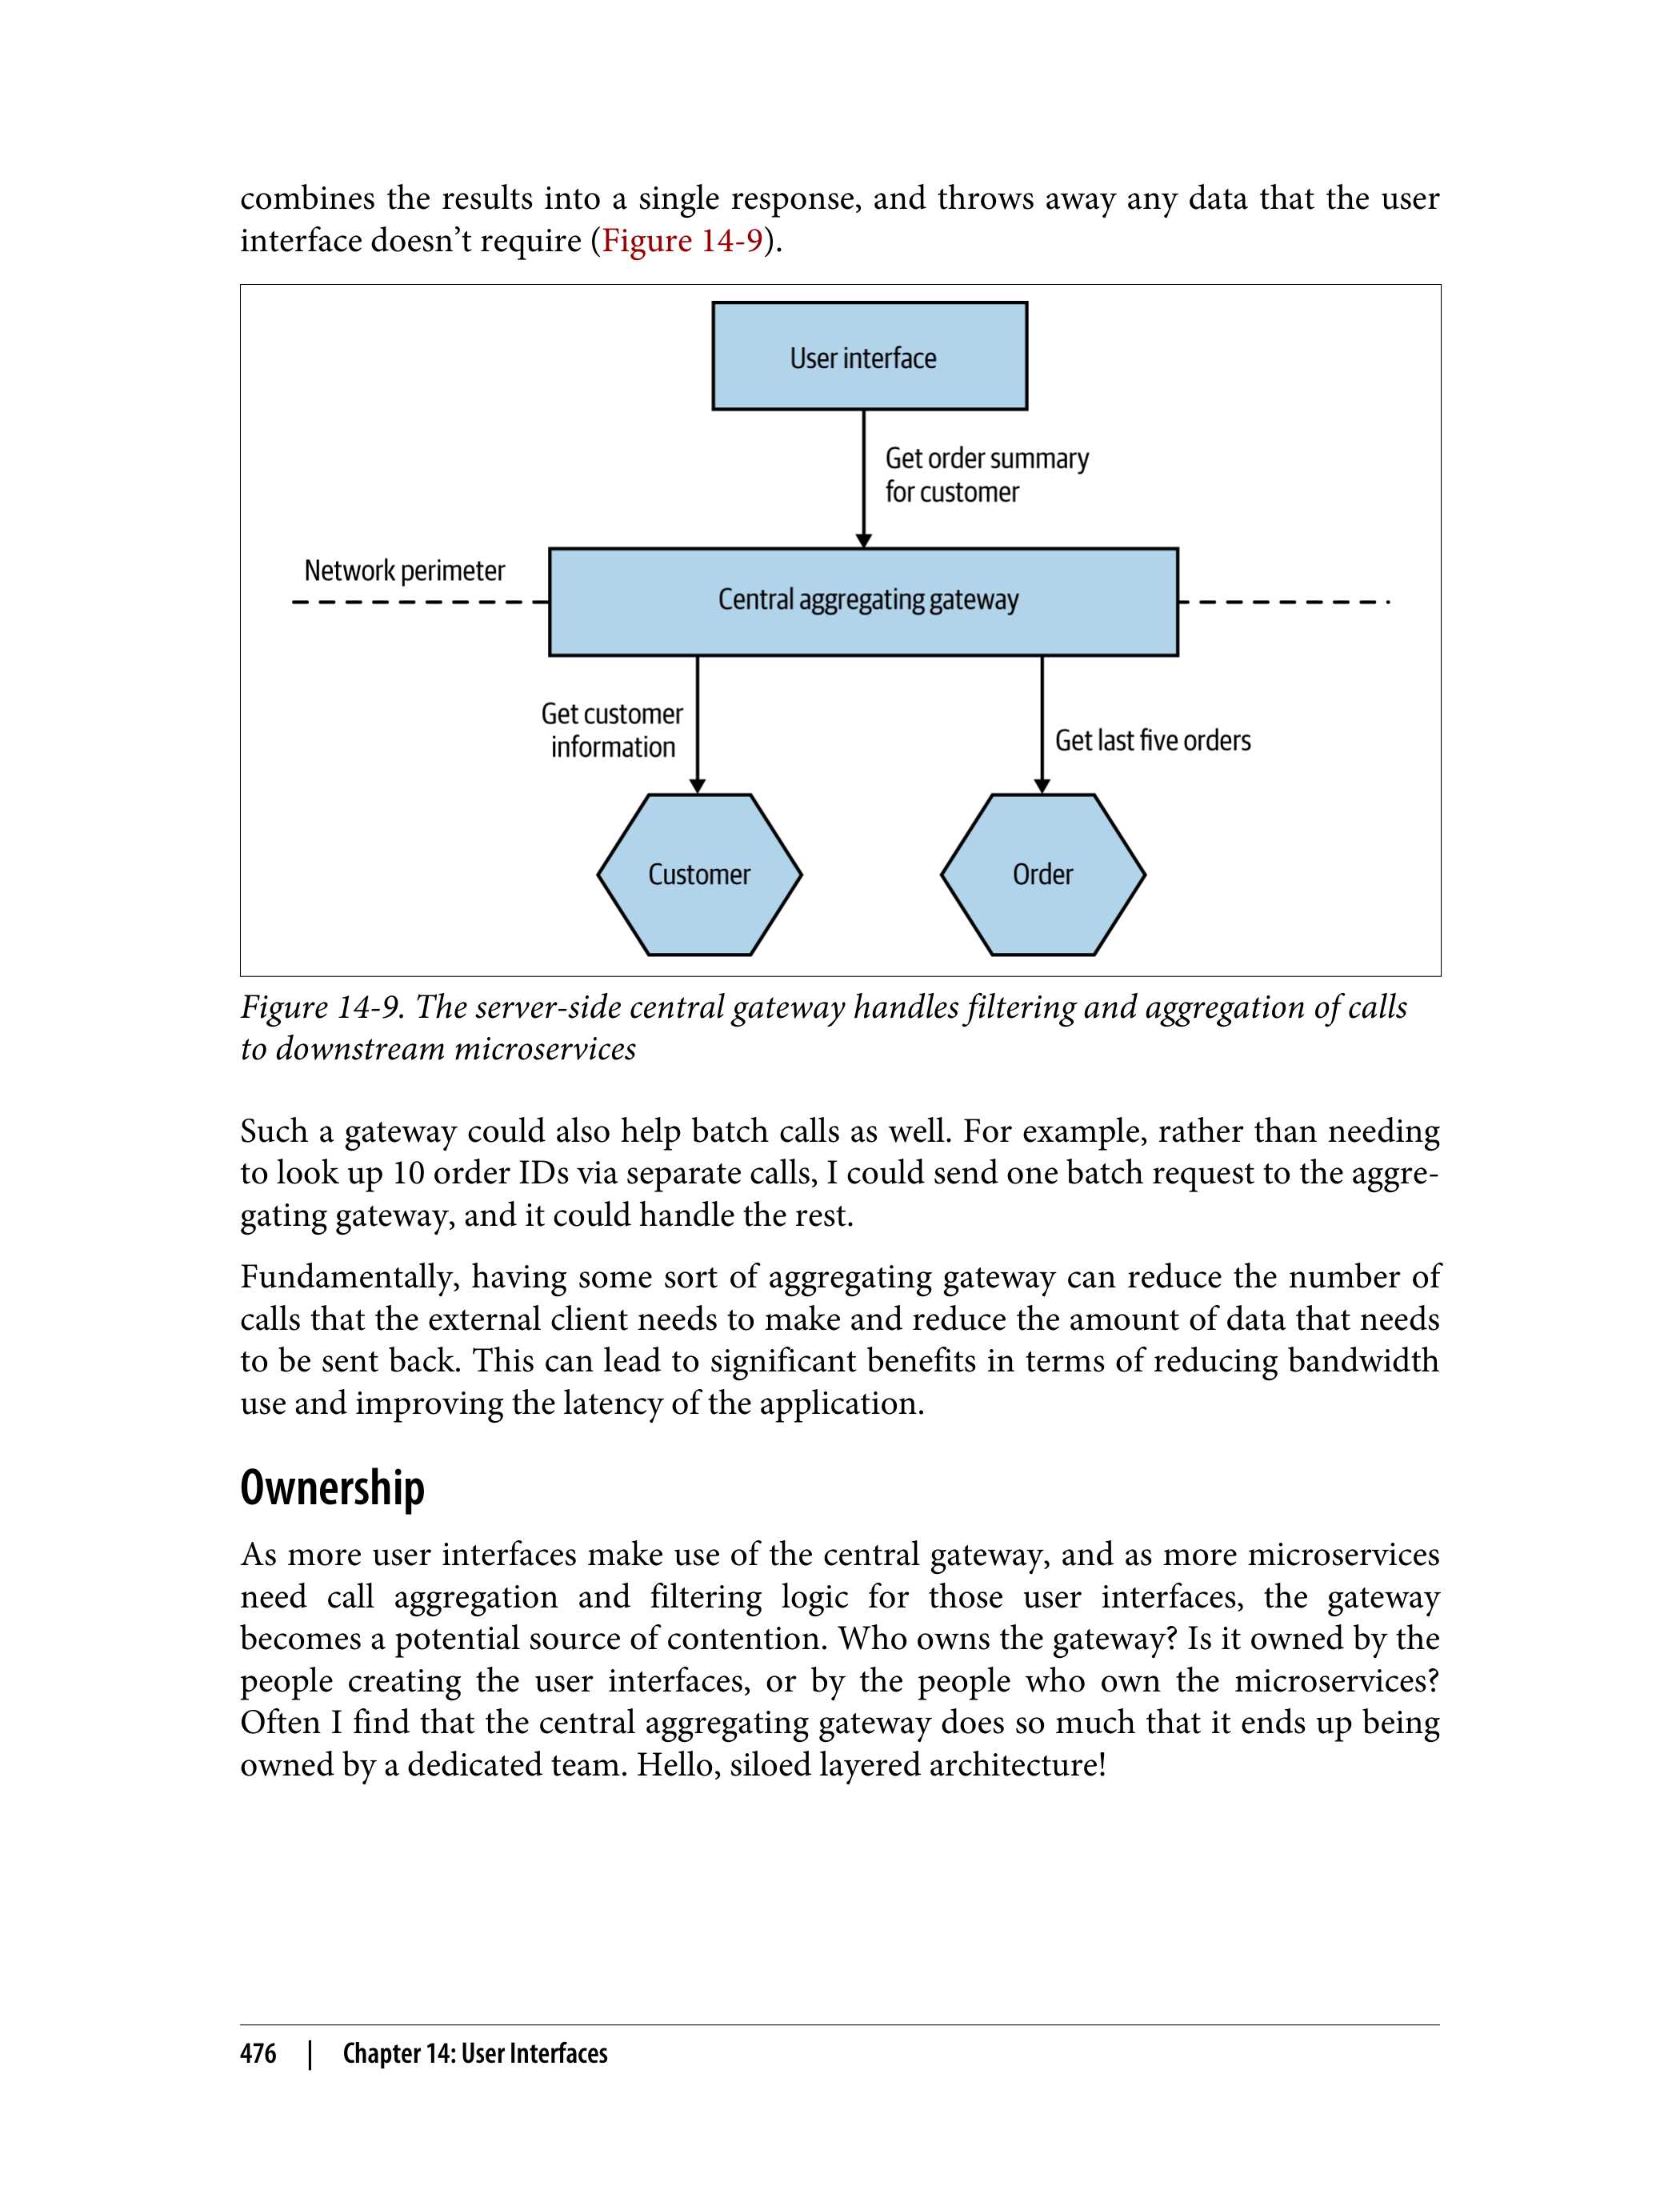 combines the results into a single response, and throws away any data that the user
interface doesn’t require (Figure 14-9).
User interface
Get order summary
for customer
Network perimeter
Central aggregating gateway
Get customer
information
Get last five orders
Customer
Order
Figure 14-9. The server-side central gateway handles filtering and aggregation of calls
to downstream microservices
Such a gateway could also help batch calls as well. For example, rather than needing
to look up 10 order IDs via separate calls, I could send one batch request to the aggre-
gating gateway, and it could handle the rest.
Fundamentally, having some sort of aggregating gateway can reduce the number of
calls that the external client needs to make and reduce the amount of data that needs
to be sent back. This can lead to significant benefits in terms of reducing bandwidth
use and improving the latency of the application.
Ownership
As more user interfaces make use of the central gateway, and as more microservices
need call aggregation and filtering logic for those user interfaces, the gateway
becomes a potential source of contention. Who owns the gateway? Is it owned by the
people creating the user interfaces, or by the people who own the microservices?
Often I find that the central aggregating gateway does so much that it ends up being
owned by a dedicated team. Hello, siloed layered architecture!
476 | Chapter 14: User Interfaces